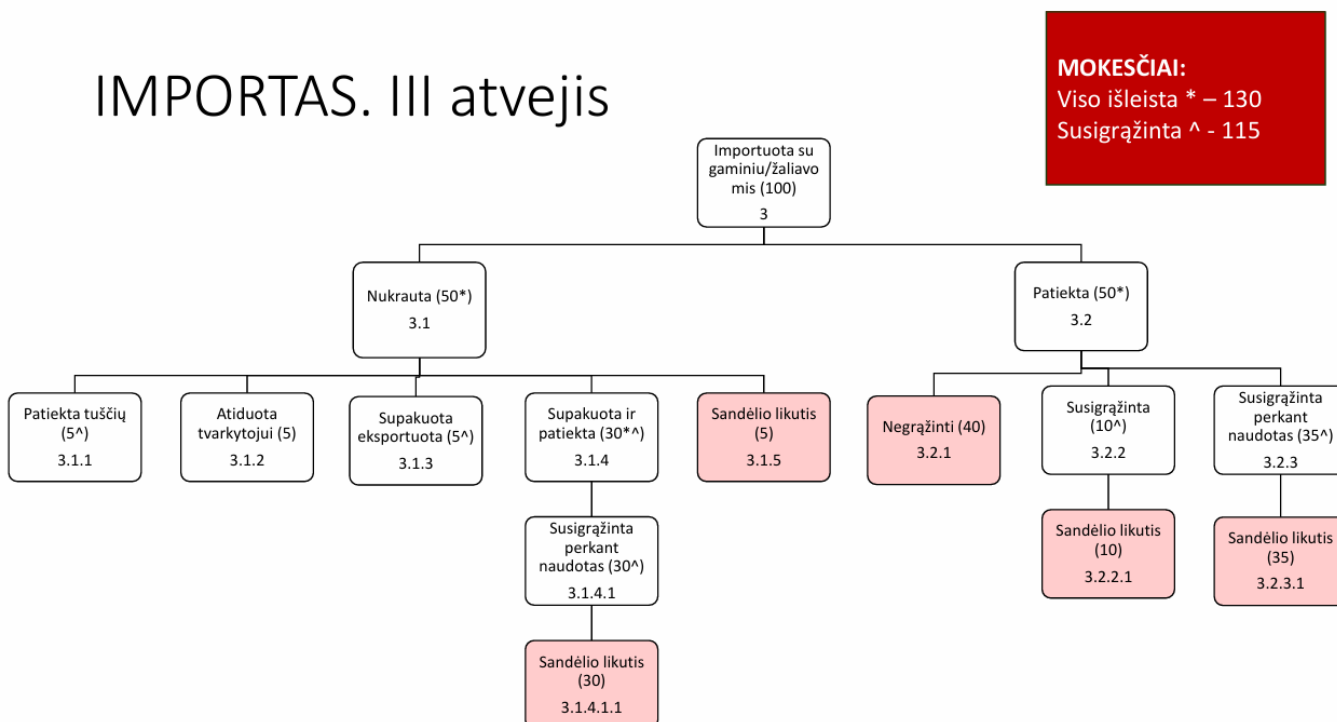 IMPORTAS. III atvejis
MOKESČIAI:
Viso išleista * – 130
Susigrąžinta ^ - 115
Importuota su
gaminiu/žaliavo
mis (100)
3
Nukrauta (50*)
3.1
Patiekta (50*)
3.2
Patiekta tuščių
(5^)
3.1.1
Atiduota
tvarkytojui (5)
3.1.2
Supakuota
eksportuota (5^)
3.1.3
Supakuota ir
patiekta (30*^)
3.1.4
Sandėlio likutis
(5)
3.1.5
Negrąžinti (40)
3.2.1
Susigrąžinta
(10^)
3.2.2
Susigrąžinta
perkant
naudotas (35^)
3.2.3
Susigrąžinta
perkant
naudotas (30^)
3.1.4.1
Sandėlio likutis
(10)
3.2.2.1
Sandėlio likutis
(35)
3.2.3.1
Sandėlio likutis
(30)
3.1.4.1.1